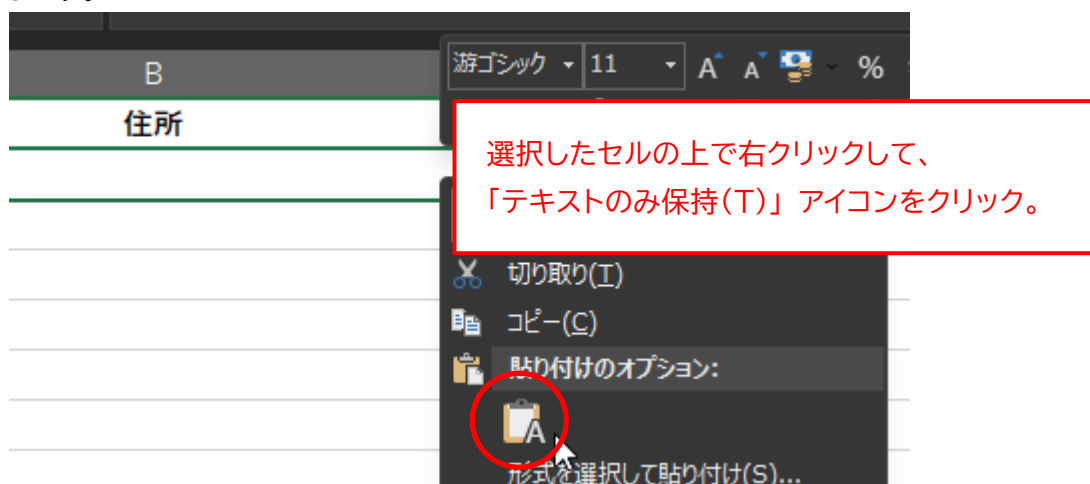 B
游ゴシック 11 A A %
住所
選択したセルの上で右クリックして、
「テキストのみ保持(T)」 アイコンをクリック。
切り取り(T)
コピー(C)
貼り付けのオプション:
A
形式を選択して貼り付け(S)...